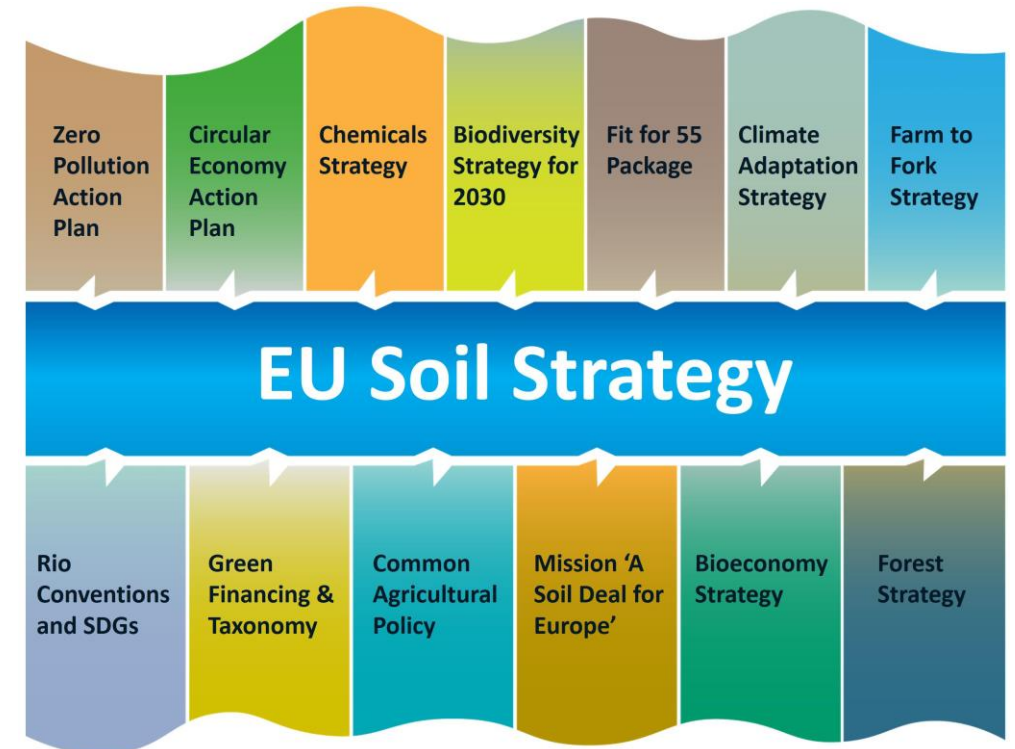 Zero
Pollution
Action
Plan
Circular
Economy
Action
Plan
Chemicals
Strategy
Biodiversity
Strategy for
2030
Fit for 55
Package
Climate
Adaptation
Strategy
Farm to
Fork
Strategy
EU Soil Strategy
Rio
Conventions
and SDGs
Green
Financing &
Taxonomy
Common
Agricultural
Policy
Mission ‘A
Soil Deal for
Europe’
Bioeconomy
Strategy
Forest
Strategy